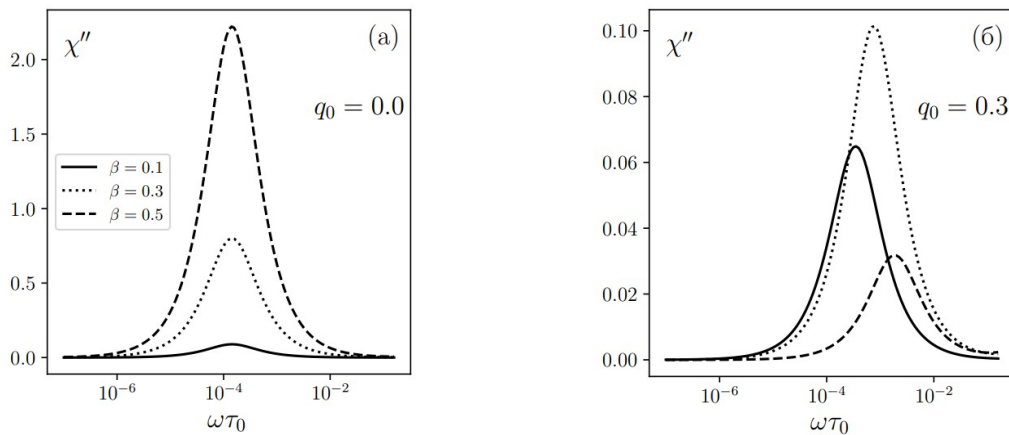 χ″
(а)
q₀ = 0.0
2.0
1.5
1.0
0.5
0.0
β = 0.1
β = 0.3
β = 0.5
10⁻⁶
10⁻⁴
10⁻²
ωτ₀
χ″
(б)
q₀ = 0.3
0.10
0.08
0.06
0.04
0.02
0.00
10⁻⁶
10⁻⁴
10⁻²
ωτ₀